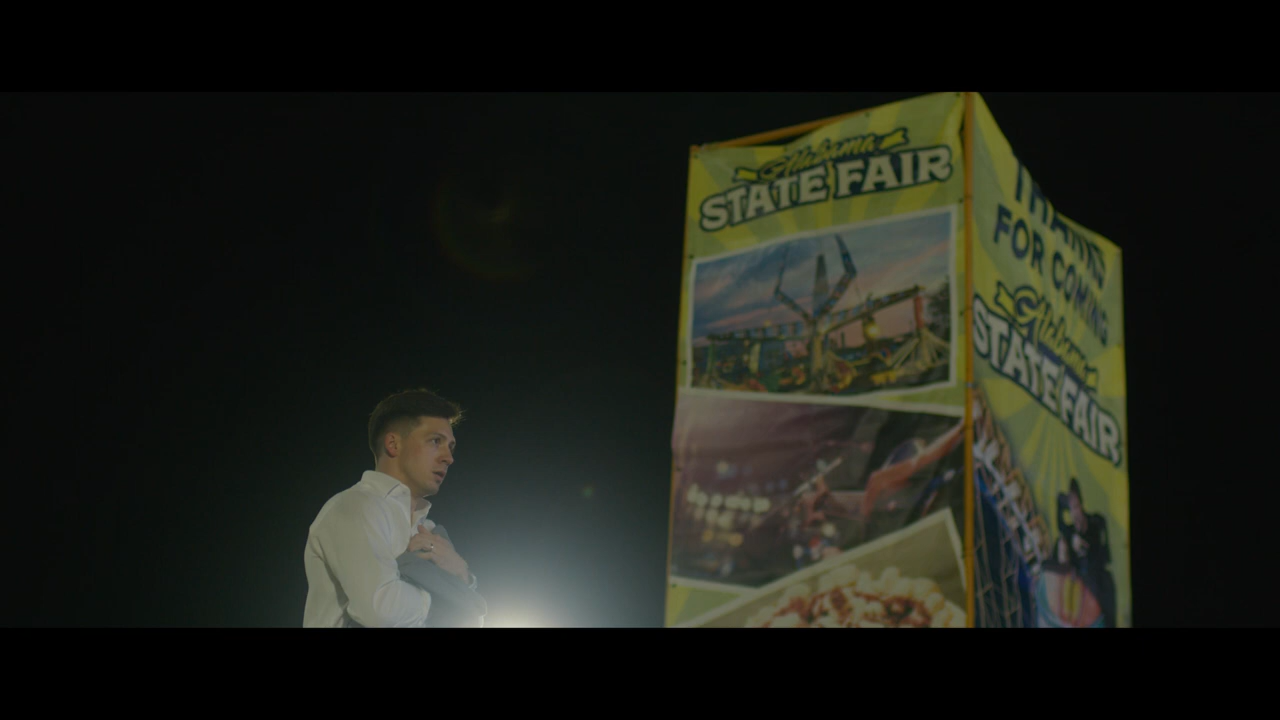 Alabama
STATE FAIR
THANKS
FOR COMING
Alabama
STATE FAIR